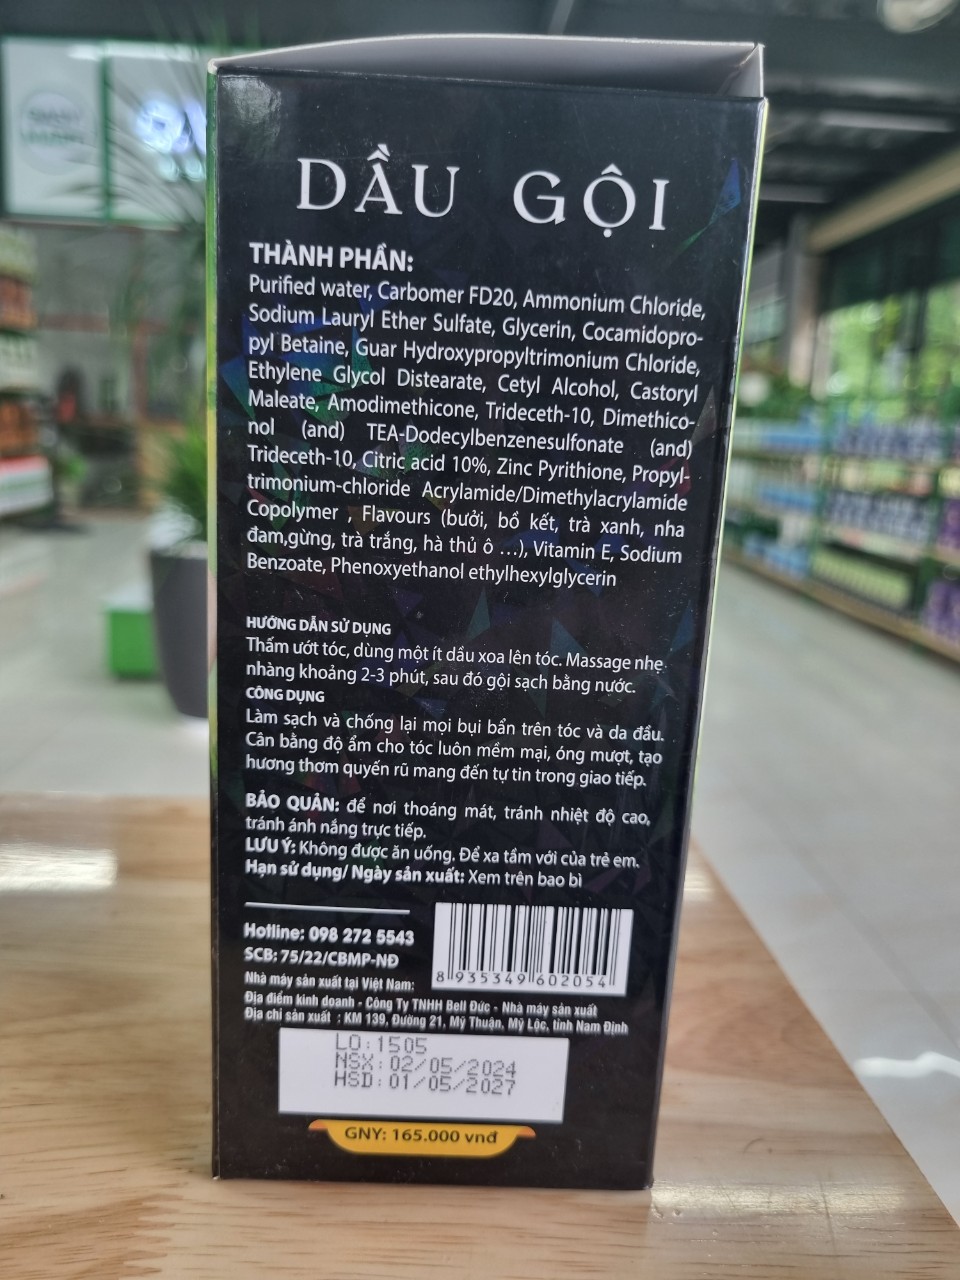 DẦU GỘI
THÀNH PHẦN:
Purified water, Carbomer FD20, Ammonium Chloride,
Sodium Lauryl Ether Sulfate, Glycerin, Cocamidopro-
pyl Betaine, Guar Hydroxypropyltrimonium Chloride,
Ethylene Glycol Distearate, Cetyl Alcohol, Castoryl
Maleate, Amodimethicone, Trideceth-10, Dimethico-
nol (and) TEA-Dodecylbenzenesulfonate (and)
Trideceth-10, Citric acid 10%, Zinc Pyrithione, Propyl-
trimonium-chloride Acrylamide/Dimethylacrylamide
Copolymer , Flavours (bưởi, bồ kết, trà xanh, nha
đam,gừng, trà trắng, hà thủ ô ...), Vitamin E, Sodium
Benzoate, Phenoxyethanol ethylhexylglycerin
HƯỚNG DẪN SỬ DỤNG
Thấm ướt tóc, dùng một ít dầu xoa lên tóc. Massage nhẹ
nhàng khoảng 2-3 phút, sau đó gội sạch bằng nước.
CÔNG DỤNG
Làm sạch và chống lại mọi bụi bẩn trên tóc và da đầu.
Cân bằng độ ẩm cho tóc luôn mềm mại, óng mượt, tạo
hương thơm quyến rũ mang đến tự tin trong giao tiếp.
BẢO QUẢN: để nơi thoáng mát, tránh nhiệt độ cao,
tránh ánh nắng trực tiếp.
LƯU Ý: Không được ăn uống. Để xa tầm với của trẻ em.
Hạn sử dụng/ Ngày sản xuất: Xem trên bao bì
Hotline: 098 272 5543
SCB: 75/22/CBMP-NĐ
8 935349 602054
Nhà máy sản xuất tại Việt Nam:
Địa điểm kinh doanh - Công Ty TNHH Bell Đức - Nhà máy sản xuất
Địa chỉ sản xuất : KM 139, Đường 21, Mỹ Thuận, Mỹ Lộc, tỉnh Nam Định
LO:1505
NSX:02/05/2024
HSD:01/05/2027
GNY: 165.000 vnđ